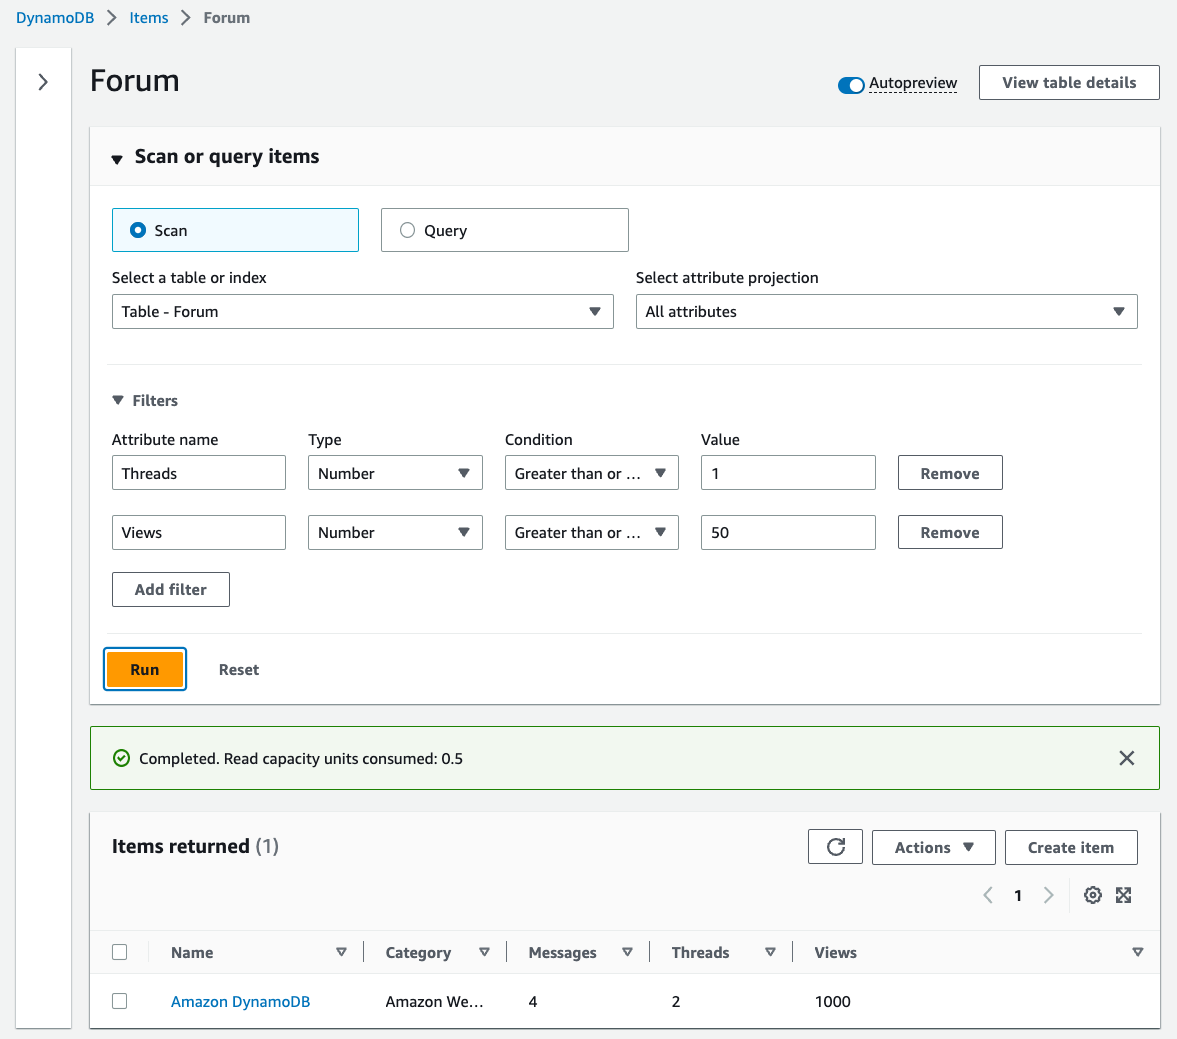 DynamoDB > Items > Forum
Forum
Autopreview
View table details
Scan or query items
Scan
Query
Select a table or index
Select attribute projection
Table - Forum
All attributes
Filters
Attribute name Type Condition Value
Threads Number Greater than or ... 1 Remove
Views Number Greater than or ... 50 Remove
Add filter
Run Reset
Completed. Read capacity units consumed: 0.5
Items returned (1)
Actions
Create item
1
Name Category Messages Threads Views
Amazon DynamoDB Amazon We... 4 2 1000